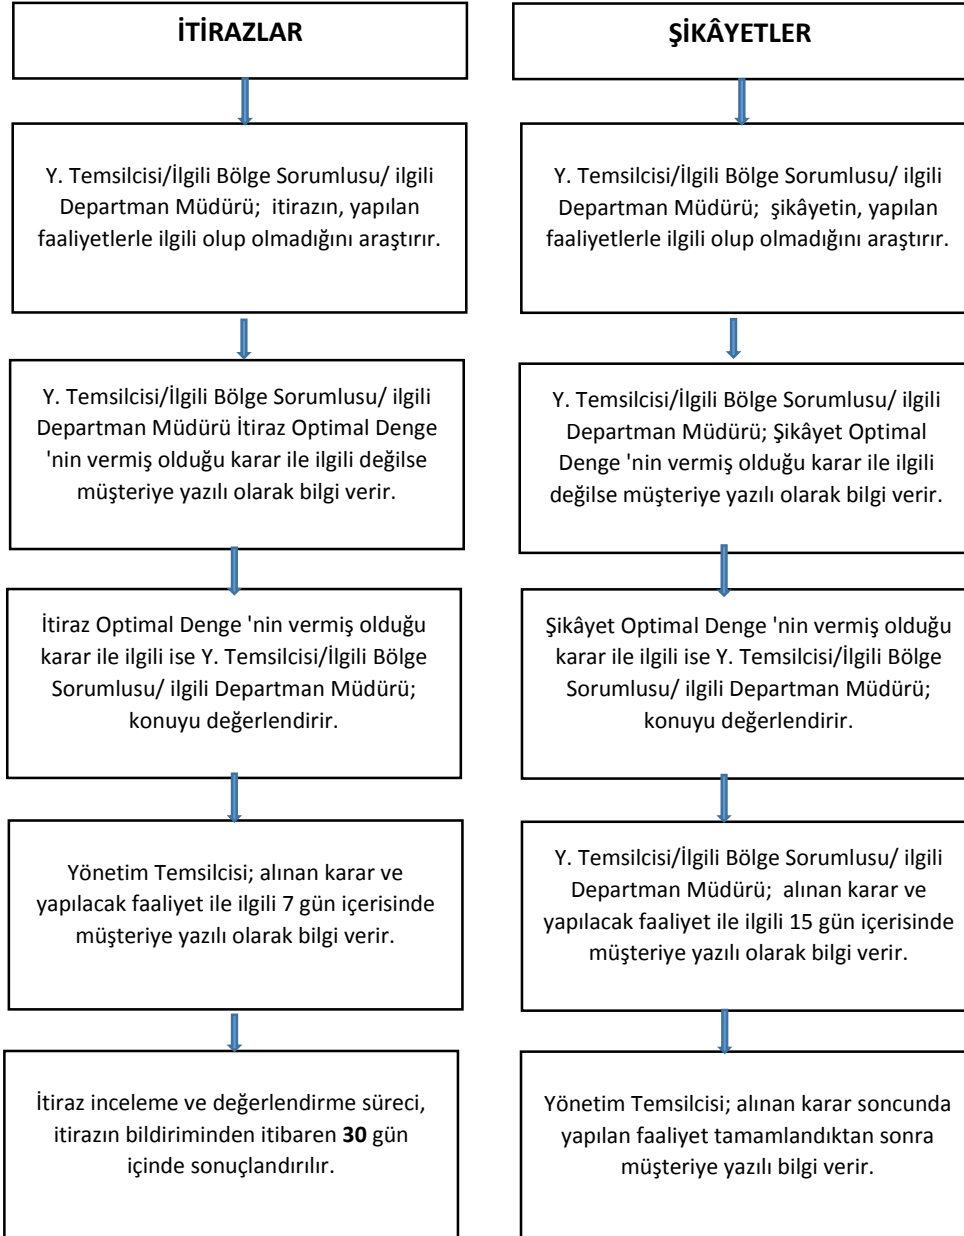 İTİRAZLAR
Y. Temsilcisi/İlgili Bölge Sorumlusu/ ilgili
Departman Müdürü;  itirazın, yapılan
faaliyetlerle ilgili olup olmadığını araştırır.
Y. Temsilcisi/İlgili Bölge Sorumlusu/ ilgili
Departman Müdürü İtiraz Optimal Denge
'nin vermiş olduğu karar ile ilgili değilse
müşteriye yazılı olarak bilgi verir.
İtiraz Optimal Denge 'nin vermiş olduğu
karar ile ilgili ise Y. Temsilcisi/İlgili Bölge
Sorumlusu/ ilgili Departman Müdürü;
konuyu değerlendirir.
Yönetim Temsilcisi; alınan karar ve
yapılacak faaliyet ile ilgili 7 gün içerisinde
müşteriye yazılı olarak bilgi verir.
İtiraz inceleme ve değerlendirme süreci,
itirazın bildiriminden itibaren 30 gün
içinde sonuçlandırılır.
ŞİKÂYETLER
Y. Temsilcisi/İlgili Bölge Sorumlusu/ ilgili
Departman Müdürü;  şikâyetin, yapılan
faaliyetlerle ilgili olup olmadığını araştırır.
Y. Temsilcisi/İlgili Bölge Sorumlusu/ ilgili
Departman Müdürü; Şikâyet Optimal
Denge 'nin vermiş olduğu karar ile ilgili
değilse müşteriye yazılı olarak bilgi verir.
Şikâyet Optimal Denge 'nin vermiş olduğu
karar ile ilgili ise Y. Temsilcisi/İlgili Bölge
Sorumlusu/ ilgili Departman Müdürü;
konuyu değerlendirir.
Y. Temsilcisi/İlgili Bölge Sorumlusu/ ilgili
Departman Müdürü;  alınan karar ve
yapılacak faaliyet ile ilgili 15 gün içerisinde
müşteriye yazılı olarak bilgi verir.
Yönetim Temsilcisi; alınan karar soncunda
yapılan faaliyet tamamlandıktan sonra
müşteriye yazılı bilgi verir.